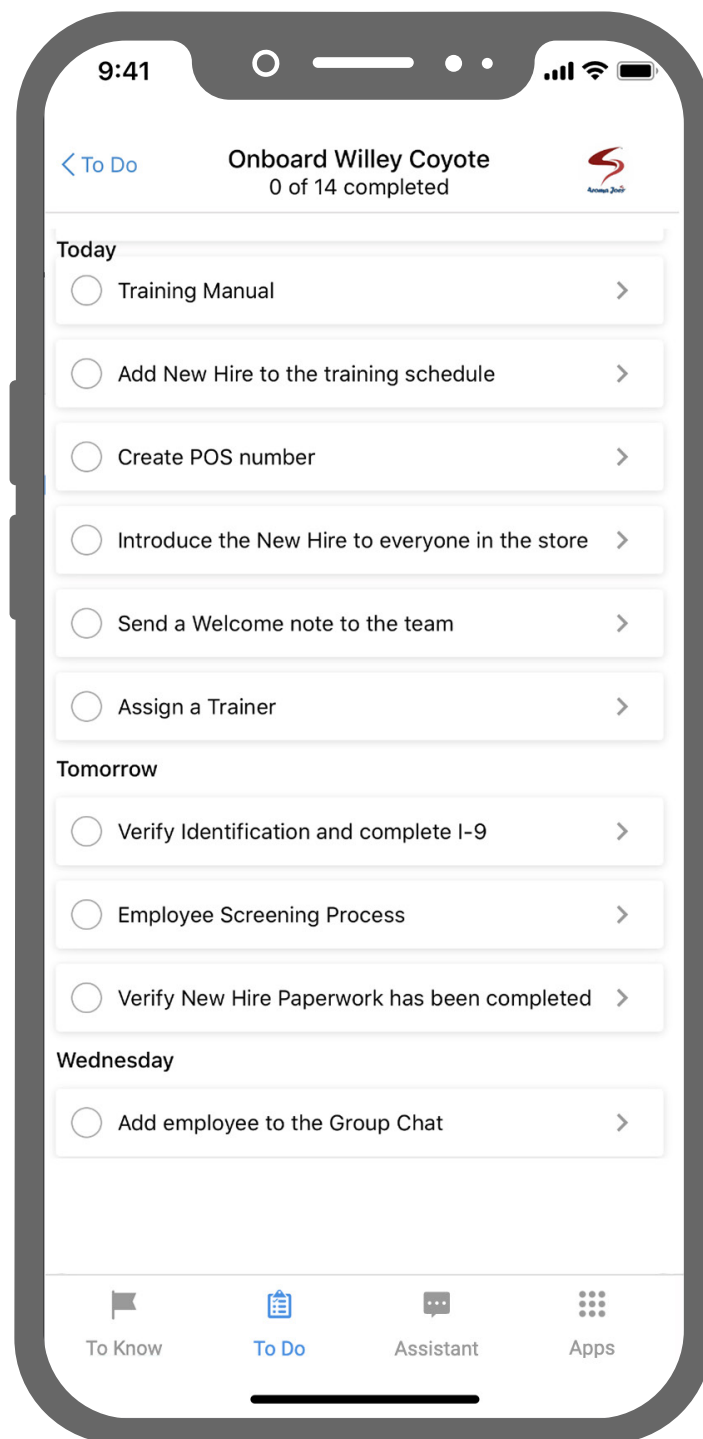 9:41
To Do
Onboard Willey Coyote
0 of 14 completed
Aroma Joe's
Today
Training Manual
Add New Hire to the training schedule
Create POS number
Introduce the New Hire to everyone in the store
Send a Welcome note to the team
Assign a Trainer
Tomorrow
Verify Identification and complete I-9
Employee Screening Process
Verify New Hire Paperwork has been completed
Wednesday
Add employee to the Group Chat
To Know
To Do
Assistant
Apps